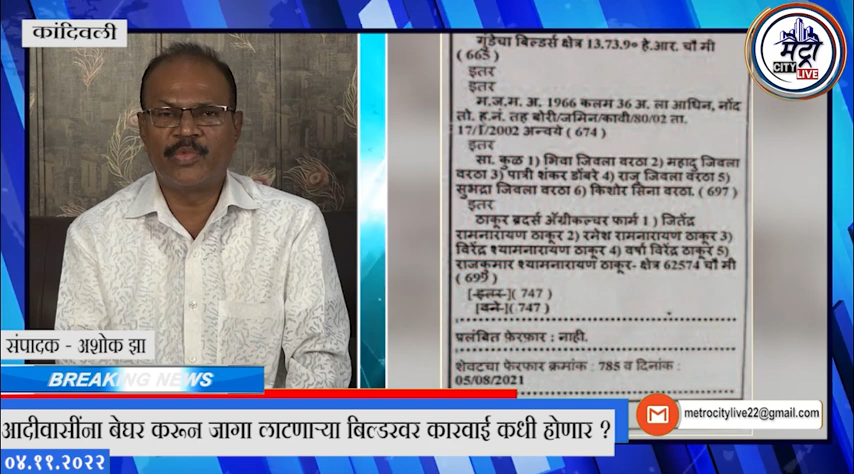 कांदिवली
मेट्रो
CITY
LIVE
गुंडेचा बिल्डर्स क्षेत्र 13.73.9० हे.आर. चौ मी
(665)
इतर
इतर
म.ज.म. अ. 1966 कलम 36 अ. ला आधिन, नोंद
तो. ह.नं. तह बोरी/जमिन/कावी/80/02 ता.
17/1/2002 अन्वये ( 674 )
इतर
सा. कुळ 1) भिवा जिवला वरठा 2) महादु जिवला
वरठा 3) पात्री शंकर डोंबरे 4) राजु जिवला वरठा 5)
सुभद्रा जिवला वरठा 6) किशोर सिना वरठा. ( 697 )
इतर
ठाकूर ब्रदर्स अ‍ॅग्रीकल्चर फार्म 1 ) जितेंद्र
रामनारायण ठाकूर 2) रमेश रामनारायण ठाकूर 3)
विरेंद्र श्यामनारायण ठाकूर 4) वर्षा विरेंद्र ठाकूर 5)
राजकुमार श्यामनारायण ठाकूर- क्षेत्र 62574 चौ मी
( 699 )
[-इतर-]( 747 )
[वने-]( 747 )
प्रलंबित फेरफार : नाही.
शेवटचा फेरफार क्रमांक : 785 व दिनांक :
05/08/2021
संपादक - अशोक झा
BREAKING NEWS
metrocitylive22@gmail.com
आदीवासींना बेघर करून जागा लाटणाऱ्या बिल्डरवर कारवाई कधी होणार ?
०४.११.२०२२